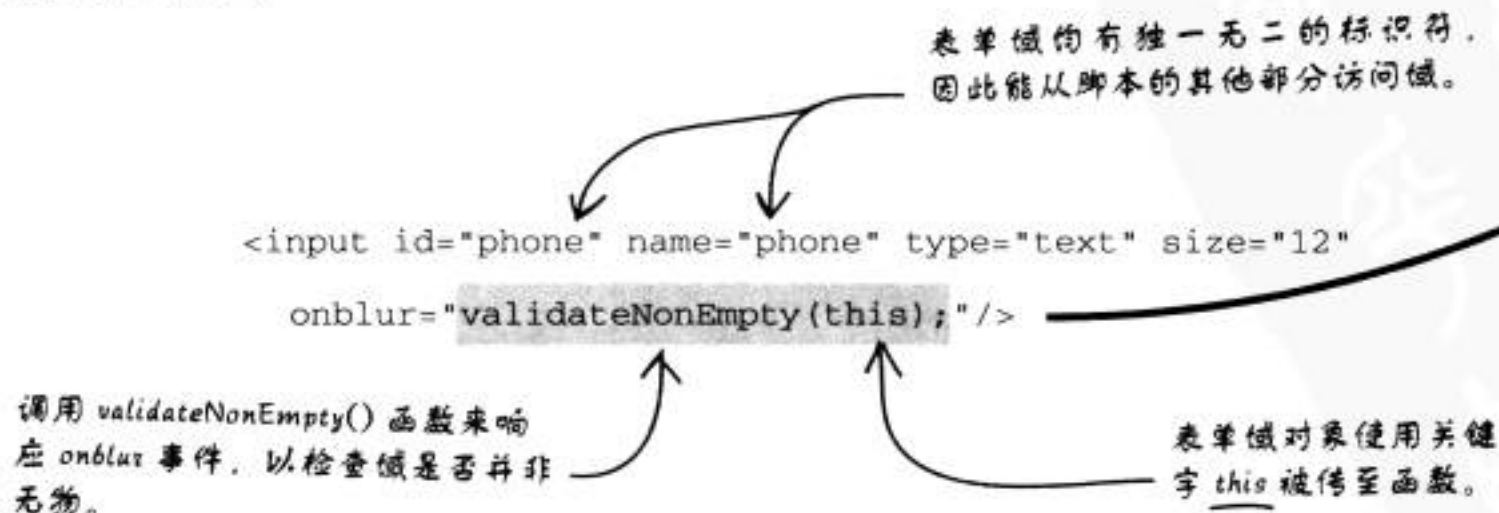 表单域均有独一无二的标识符，
因此能从脚本的其他部分访问域。
<input id="phone" name="phone" type="text" size="12"
onblur="validateNonEmpty(this);"/>
调用 validateNonEmpty() 函数来响
应 onblur 事件，以检查域是否并非
无物。
表单域对象使用关键
字 this 被传至函数。